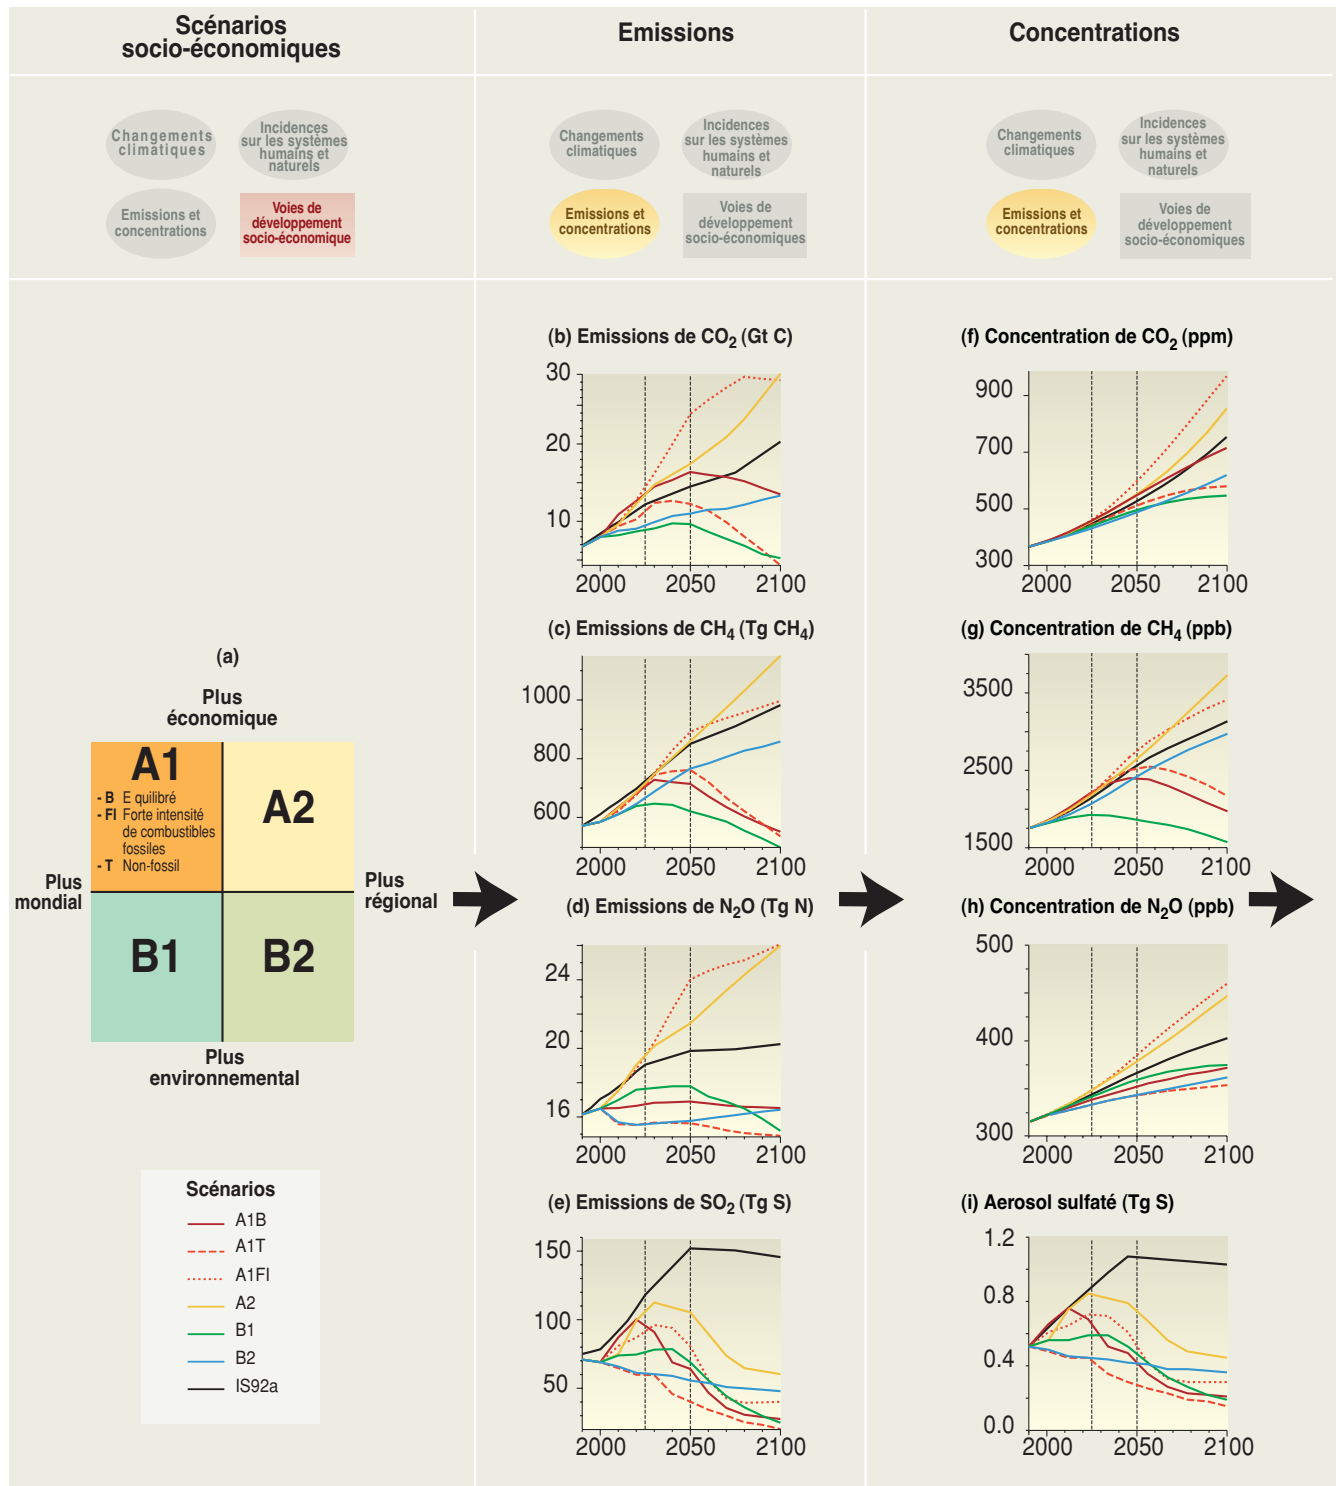 Scénarios
socio-économiques
Emissions
Concentrations
Changements
climatiques
Incidences
sur les systèmes
humains et
naturels
Emissions et
concentrations
Voies de
développement
socio-économique
Changements
climatiques
Incidences
sur les systèmes
humains et
naturels
Emissions et
concentrations
Voies de
développement
socio-économiques
Changements
climatiques
Incidences
sur les systèmes
humains et
naturels
Emissions et
concentrations
Voies de
développement
socio-économiques
(a)
Plus
économique
A1
- B E quilibré
- FI Forte intensité
de combustibles
fossiles
- T Non-fossil
A2
Plus
mondial
Plus
régional
B1
B2
Plus
environnemental
Scénarios
A1B
A1T
A1FI
A2
B1
B2
IS92a
(b) Emissions de CO2 (Gt C)
30
20
10
2000 2050 2100
(c) Emissions de CH4 (Tg CH4)
1000
800
600
2000 2050 2100
(d) Emissions de N2O (Tg N)
24
20
16
2000 2050 2100
(e) Emissions de SO2 (Tg S)
150
100
50
2000 2050 2100
(f) Concentration de CO2 (ppm)
900
700
500
300
2000 2050 2100
(g) Concentration de CH4 (ppb)
3500
2500
1500
2000 2050 2100
(h) Concentration de N2O (ppb)
500
400
300
2000 2050 2100
(i) Aerosol sulfaté (Tg S)
1.2
0.8
0.4
0.0
2000 2050 2100